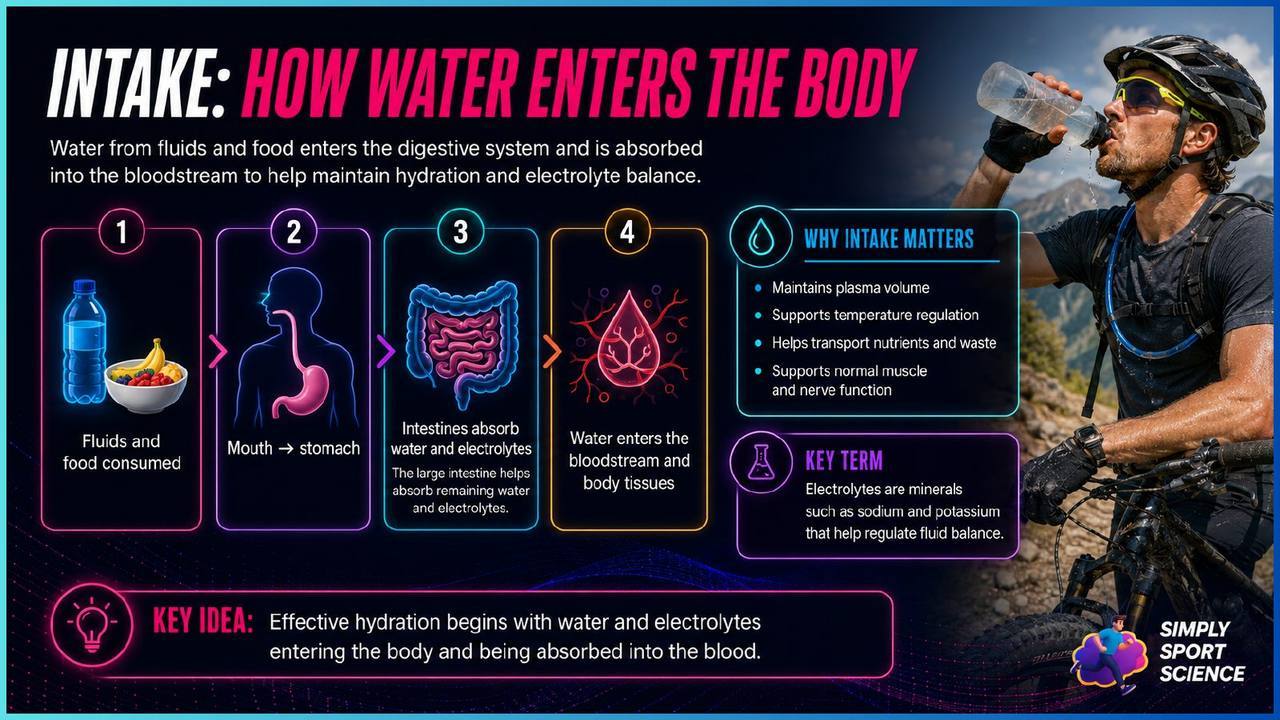 INTAKE: HOW WATER ENTERS THE BODY
Water from fluids and food enters the digestive system and is absorbed
into the bloodstream to help maintain hydration and electrolyte balance.
1
Fluids and
food consumed
2
Mouth → stomach
3
Intestines absorb
water and electrolytes
The large intestine helps
absorb remaining water
and electrolytes.
4
Water enters the
bloodstream and
body tissues
WHY INTAKE MATTERS
• Maintains plasma volume
• Supports temperature regulation
• Helps transport nutrients and waste
• Supports normal muscle
and nerve function
KEY TERM
Electrolytes are minerals
such as sodium and potassium
that help regulate fluid balance.
KEY IDEA: Effective hydration begins with water and electrolytes
entering the body and being absorbed into the blood.
SIMPLY
SPORT
SCIENCE